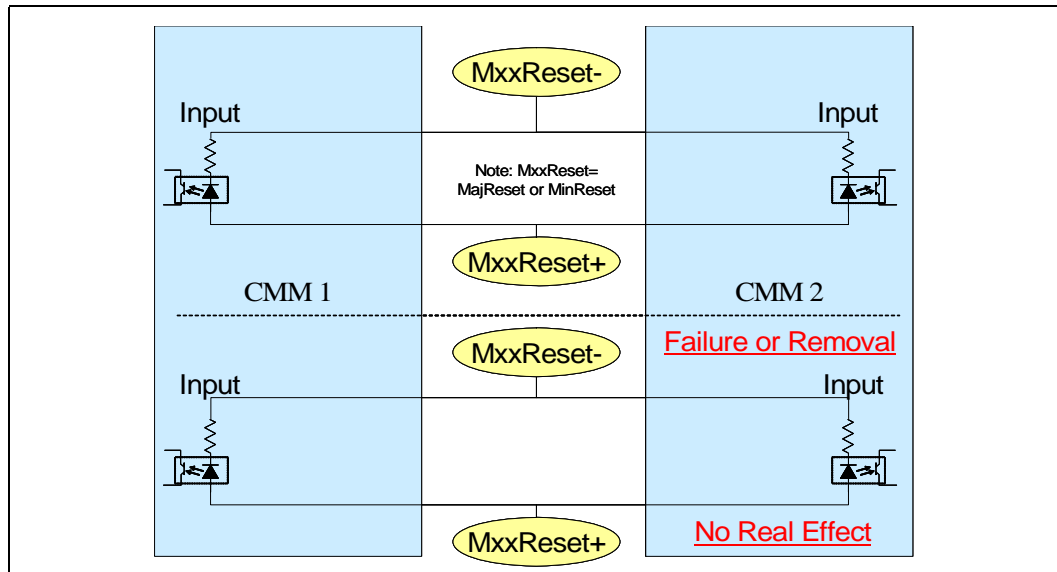 MxxReset-
Input
Input
Note: MxxReset=
MajReset or MinReset
MxxReset+
CMM 1
CMM 2
MxxReset-
Failure or Removal
Input
Input
No Real Effect
MxxReset+